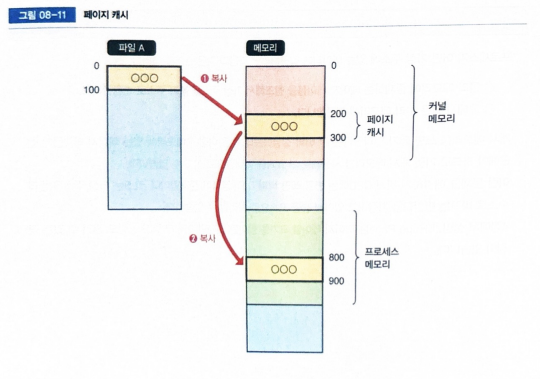 그림 08-11 페이지 캐시
파일 A
메모리
0
100
○○○
❶ 복사
0
200
○○○
300
페이지
캐시
커널
메모리
❷ 복사
800
○○○
900
프로세스
메모리